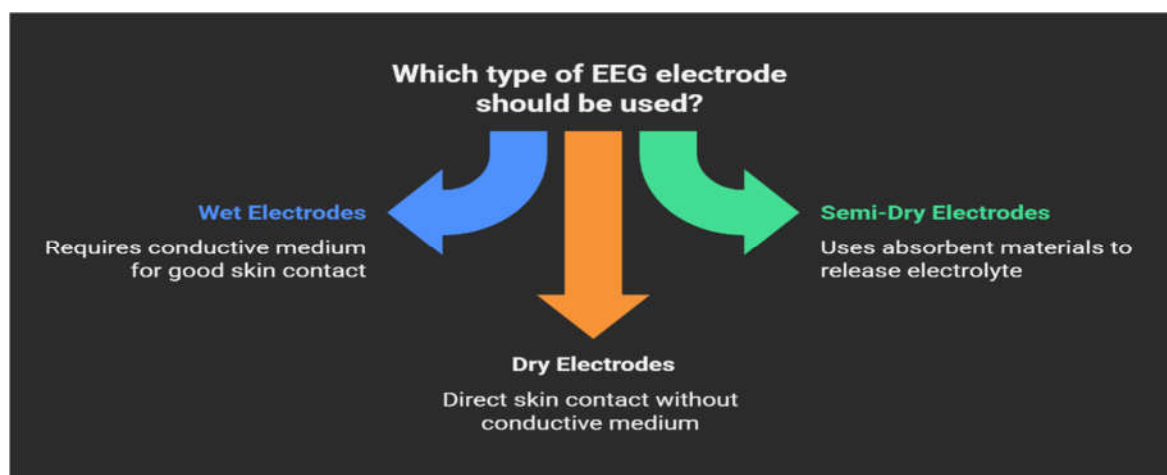 Which type of EEG electrode
should be used?
Wet Electrodes
Requires conductive medium
for good skin contact
Semi-Dry Electrodes
Uses absorbent materials to
release electrolyte
Dry Electrodes
Direct skin contact without
conductive medium